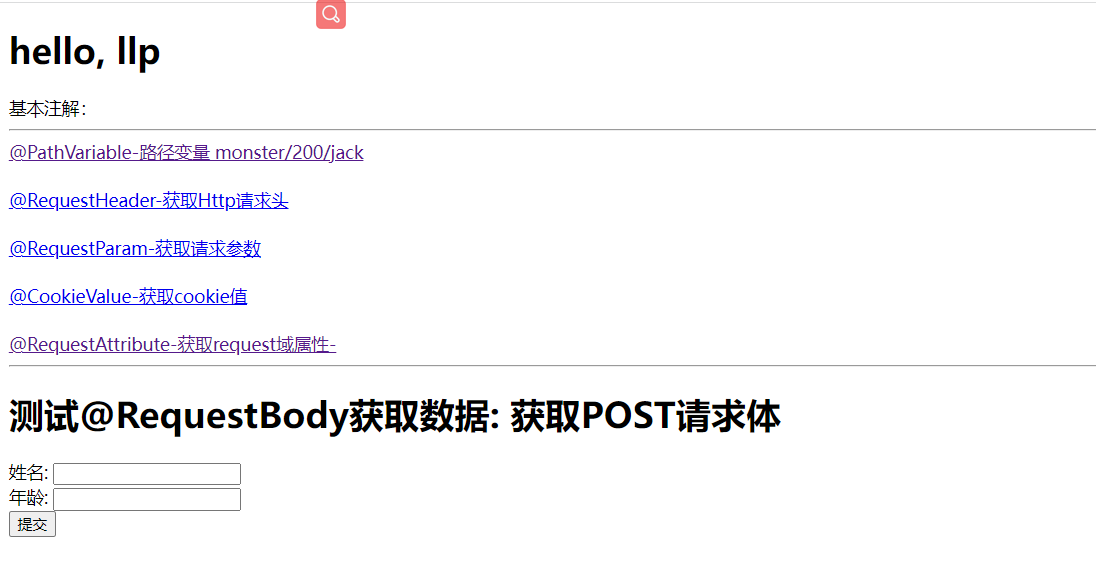 hello, llp
基本注解：
@PathVariable-路径变量 monster/200/jack
@RequestHeader-获取Http请求头
@RequestParam-获取请求参数
@CookieValue-获取cookie值
@RequestAttribute-获取request域属性-
测试@RequestBody获取数据: 获取POST请求体
姓名:
年龄:
提交